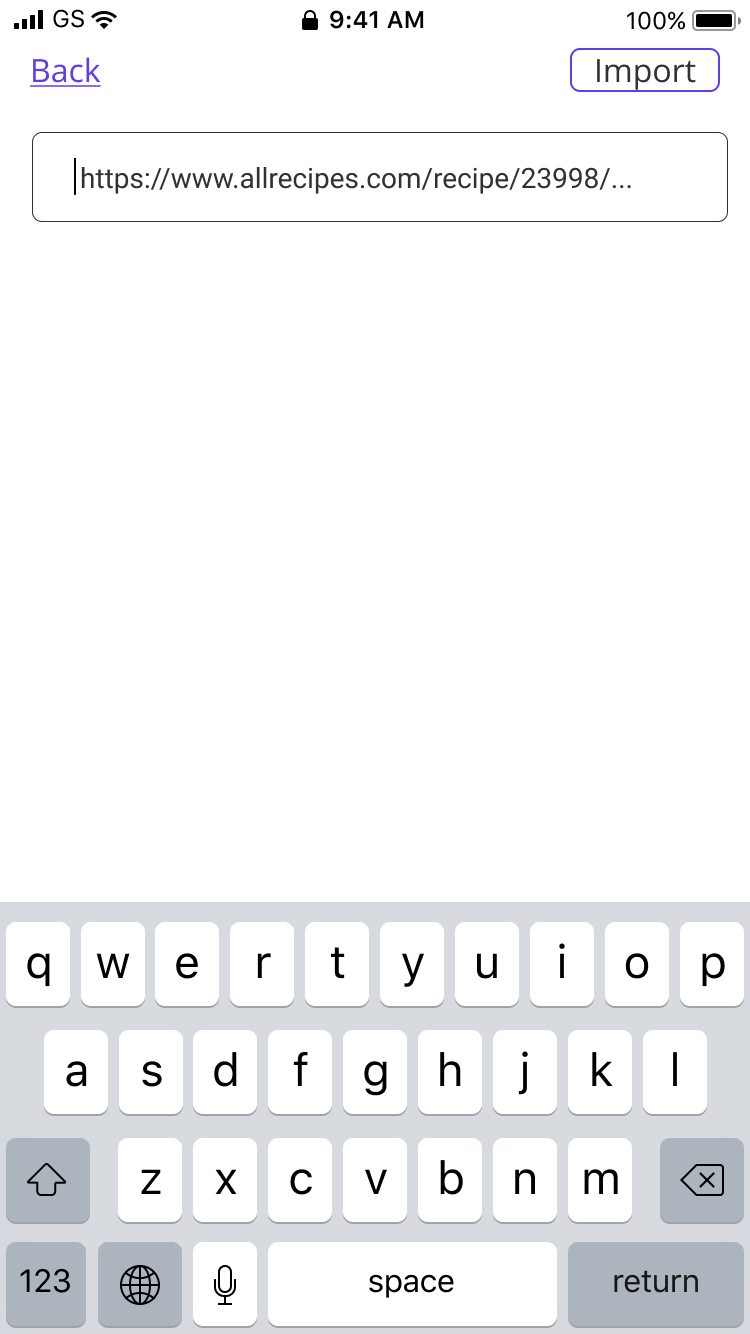 GS 9:41 AM 100%
Back Import
https://www.allrecipes.com/recipe/23998/...
q w e r t y u i o p
a s d f g h j k l
z x c v b n m
123 space return